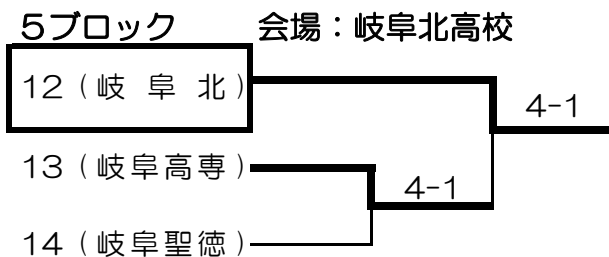 5ブロック 会場：岐阜北高校
12（岐 阜 北）
4-1
13（岐阜高専）
4-1
14（岐阜聖徳）